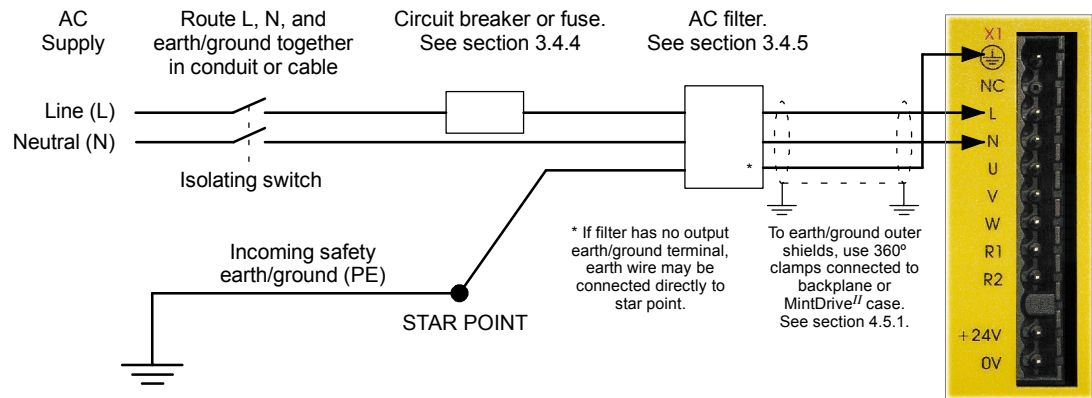 AC
Supply
Route L, N, and
earth/ground together
in conduit or cable
Circuit breaker or fuse.
See section 3.4.4
AC filter.
See section 3.4.5
Line (L)
Neutral (N)
Isolating switch
Incoming safety
earth/ground (PE)
STAR POINT
*
* If filter has no output
earth/ground terminal,
earth wire may be
connected directly to
star point.
To earth/ground outer
shields, use 360º
clamps connected to
backplane or
MintDriveII case.
See section 4.5.1.
X1
NC
L
N
U
V
W
R1
R2
+24V
0V